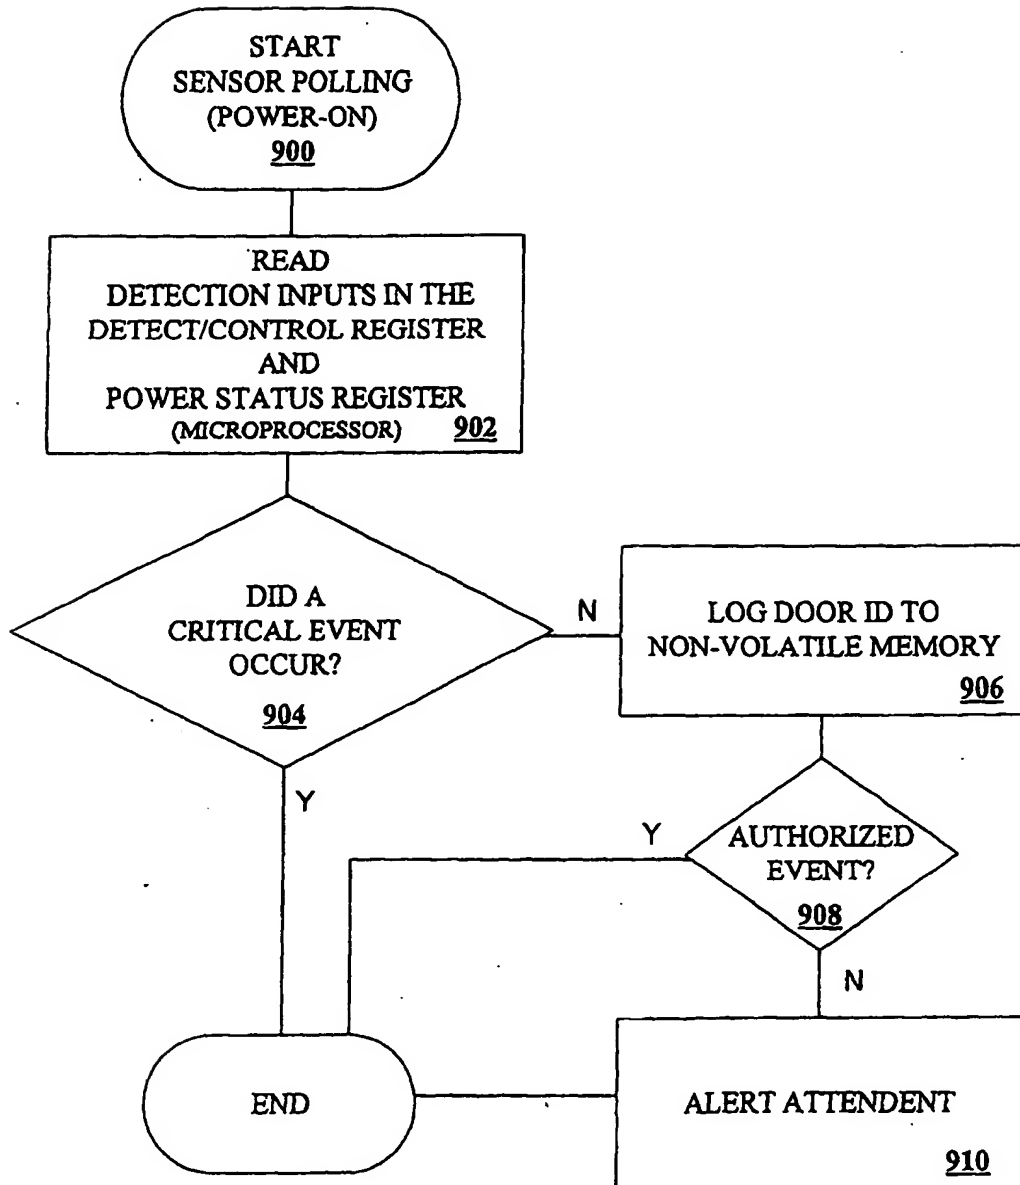 START
SENSOR POLLING
(POWER-ON)
900
READ
DETECTION INPUTS IN THE
DETECT/CONTROL REGISTER
AND
POWER STATUS REGISTER
(MICROPROCESSOR) 902
DID A
CRITICAL EVENT
OCCUR?
904
N
Y
LOG DOOR ID TO
NON-VOLATILE MEMORY
906
AUTHORIZED
EVENT?
908
Y
N
ALERT ATTENDENT
910
END